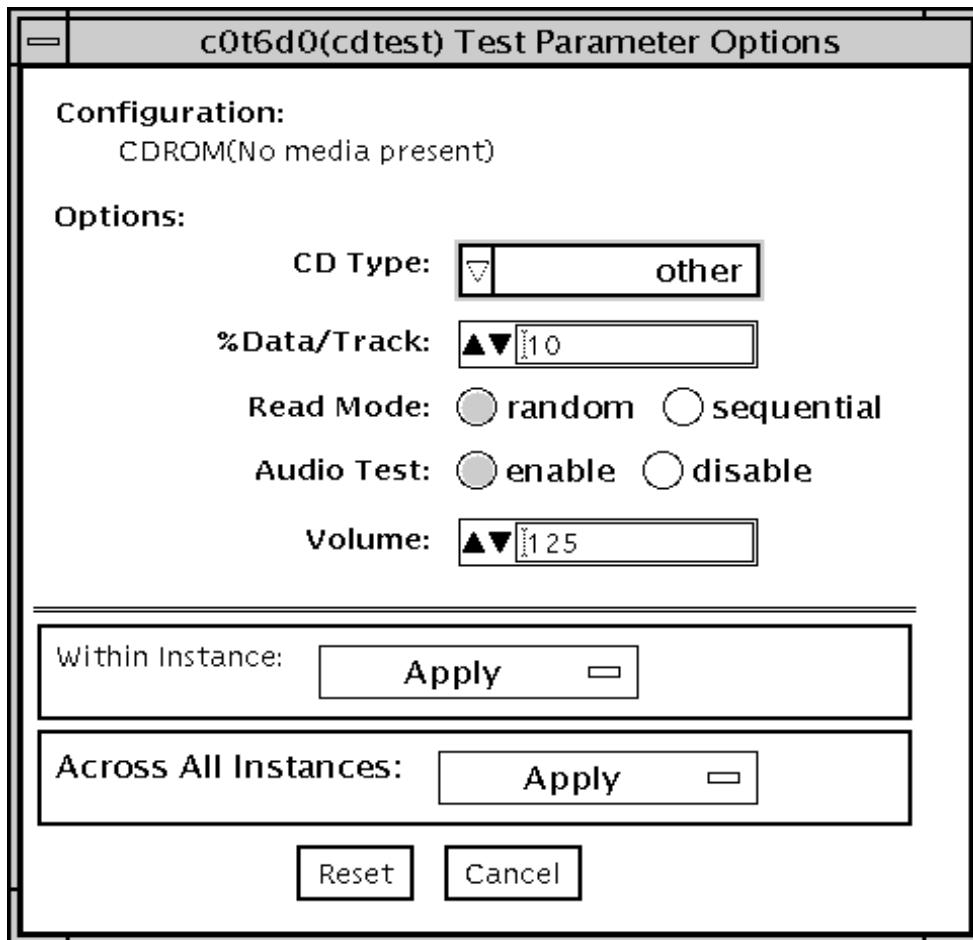 c0t6d0(cdtest) Test Parameter Options
Configuration:
CDROM(No media present)
Options:
CD Type: other
%Data/Track: 10
Read Mode: random sequential
Audio Test: enable disable
Volume: 125
Within Instance: Apply
Across All Instances: Apply
Reset Cancel